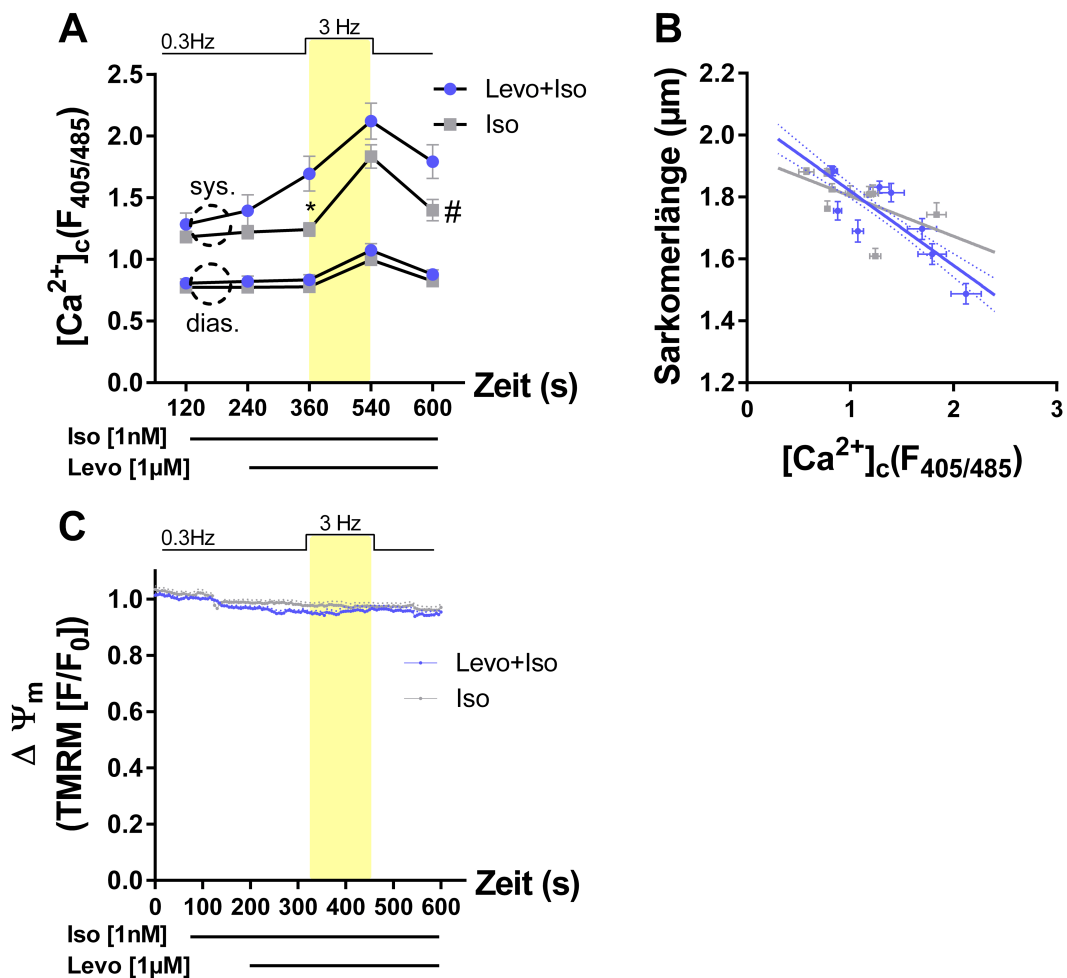 A
0.3Hz
3 Hz
[Ca²⁺]c(F405/485)
2.5
2.0
1.5
1.0
0.5
0.0
sys.
dias.
*
#
Levo+Iso
Iso
120 240 360 540 600
Zeit (s)
Iso [1nM]
Levo [1µM]
B
Sarkomerlänge (µm)
2.2
2.0
1.8
1.6
1.4
1.2
0 1 2 3
[Ca²⁺]c(F405/485)
C
0.3Hz
3 Hz
Δ Ψm
(TMRM [F/F0])
1.0
0.8
0.6
0.4
0.2
0.0
Levo+Iso
Iso
0 100 200 300 400 500 600
Zeit (s)
Iso [1nM]
Levo [1µM]